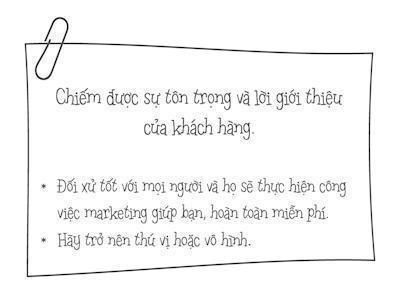 Chiếm được sự tôn trọng và lời giới thiệu
của khách hàng.
* Đối xử tốt với mọi người và họ sẽ thực hiện công
việc marketing giúp bạn, hoàn toàn miễn phí.
* Hãy trở nên thú vị hoặc vô hình.